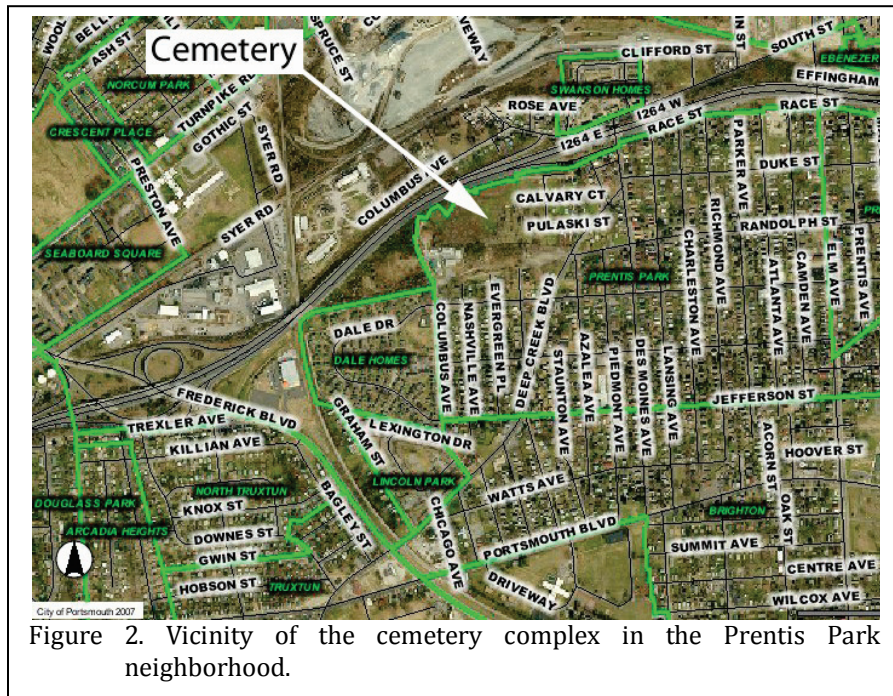 WOOL
BELL
ASH ST
NORCUM PARK
TURNPIKE R
CRESCENT PLACE
GOTHIC ST
PRESTON AVE
SYER RD
SYER RD
SEABOARD SQUARE
SPRUCE ST
CO
VEWAY
Cemetery
COLUMBUS AVE
CLIFFORD ST
IN ST
SOUTH ST
EBENEZER
SWANSON HOMES
EFFINGHAM
ROSE AVE
I264 E
I264 W
RACE ST
RACE ST
PARKER AVE
DUKE ST
CALVARY CT
PULASKI ST
RICHMOND AVE
RANDOLPH ST
PR
PRENTIS PARK
CHARLESTON AVE
ATLANTA AVE
CAMDEN AVE
ELM AVE
PRENTIS AVE
DALE DR
DALE HOMES
COLUMBUS AVE
NASHVILLE AVE
EVERGREEN PL
DEEP CREEK BLVD
STAUNTON AVE
AZALEA AVE
PIEDMONT AVE
DES MOINES AVE
LANSING AVE
JEFFERSON ST
FREDERICK BLVD
TREXLER AVE
KILLIAN AVE
GRAHAM ST
LEXINGTON DR
LINCOLN PARK
WATTS AVE
ACORN ST
HOOVER ST
DOUGLASS PARK
NORTH TRUXTUN
KNOX ST
ARCADIA HEIGHTS
DOWNES ST
BAGLEY ST
CHICAGO AVE
PORTSMOUTH BLVD
BRIGHTON
OAK ST
GWIN ST
HOBSON ST
TRUXTUN
DRIVEWAY
SUMMIT AVE
CENTRE AVE
WILCOX AVE
City of Portsmouth 2007
Figure 2. Vicinity of the cemetery complex in the Prentis Park
neighborhood.